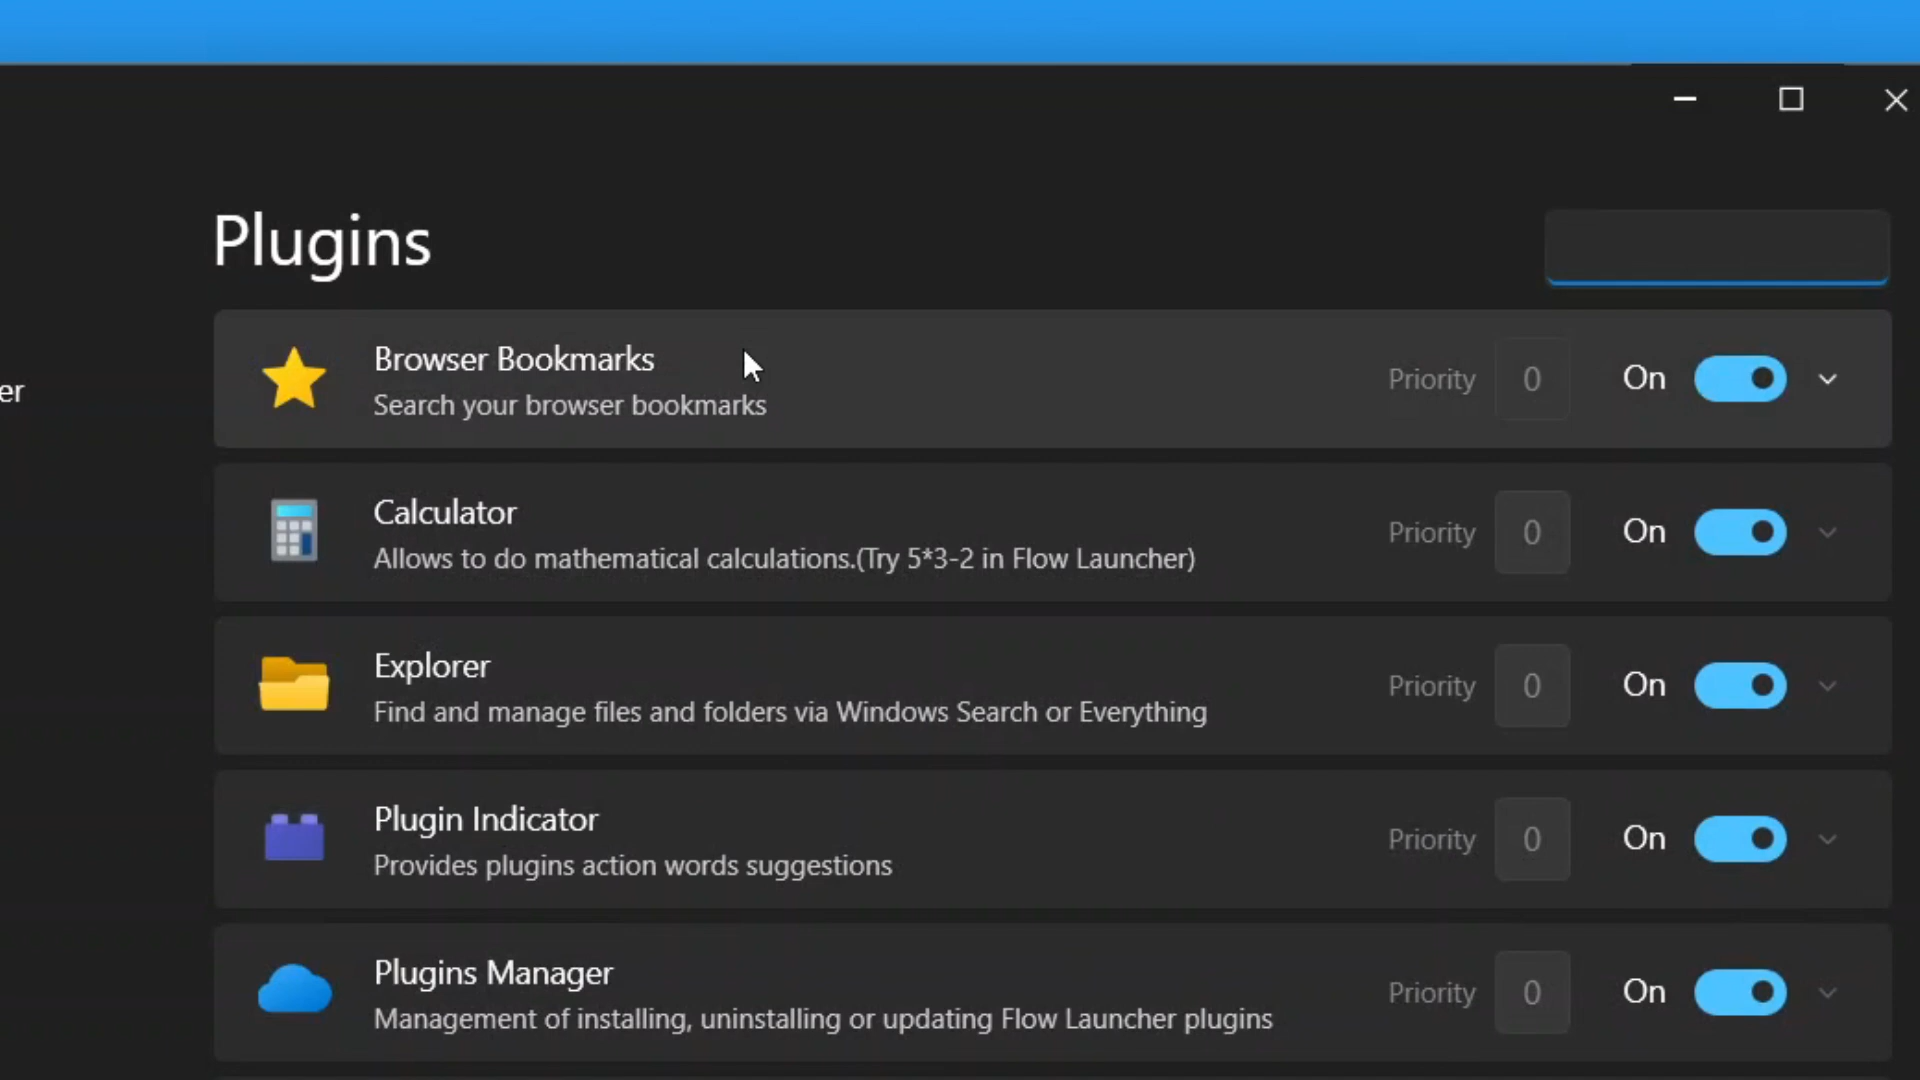 Plugins
er
Browser Bookmarks
Search your browser bookmarks
Priority 0 On
Calculator
Allows to do mathematical calculations.(Try 5*3-2 in Flow Launcher)
Priority 0 On
Explorer
Find and manage files and folders via Windows Search or Everything
Priority 0 On
Plugin Indicator
Provides plugins action words suggestions
Priority 0 On
Plugins Manager
Management of installing, uninstalling or updating Flow Launcher plugins
Priority 0 On